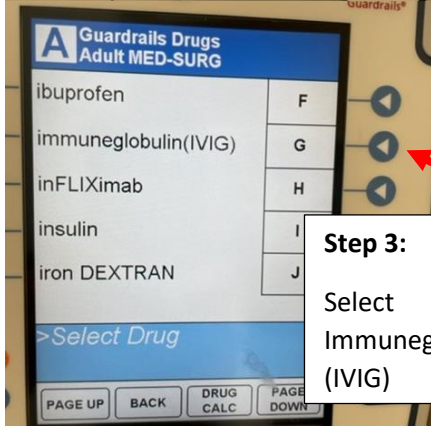 Guardrails®
A Guardrails Drugs
Adult MED-SURG
ibuprofen F
immuneglobulin(IVIG) G
inFLIXimab H
insulin I
iron DEXTRAN J
>Select Drug
PAGE UP BACK DRUG CALC PAGE DOWN
Step 3:
Select
Immuneg
(IVIG)